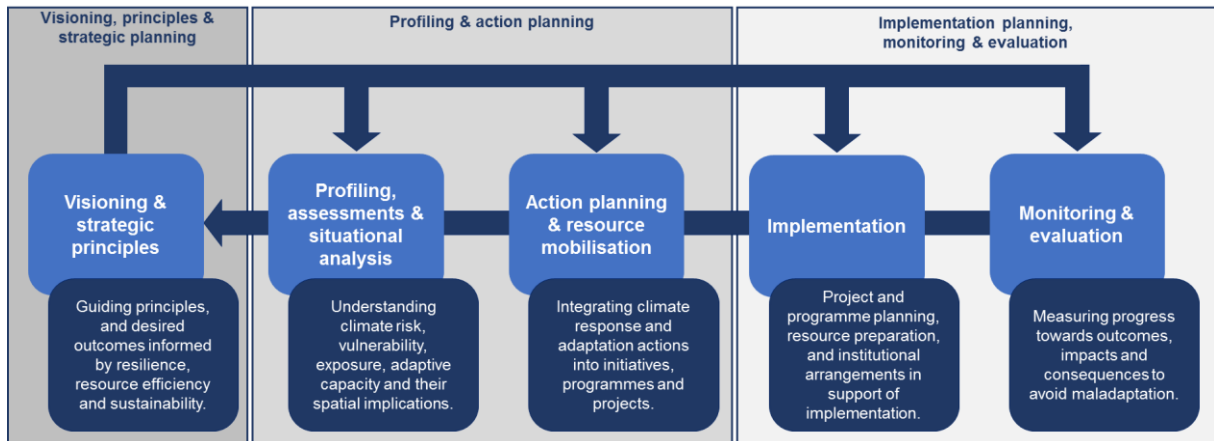 Visioning, principles &
strategic planning
Profiling & action planning
Implementation planning,
monitoring & evaluation
Visioning &
strategic
principles
Profiling,
assessments &
situational
analysis
Action planning
& resource
mobilisation
Implementation
Monitoring &
evaluation
Guiding principles,
and desired
outcomes informed
by resilience,
resource efficiency
and sustainability.
Understanding
climate risk,
vulnerability,
exposure, adaptive
capacity and their
spatial implications.
Integrating climate
response and
adaptation actions
into initiatives,
programmes and
projects.
Project and
programme planning,
resource preparation,
and institutional
arrangements in
support of
implementation.
Measuring progress
towards outcomes,
impacts and
consequences to
avoid maladaptation.